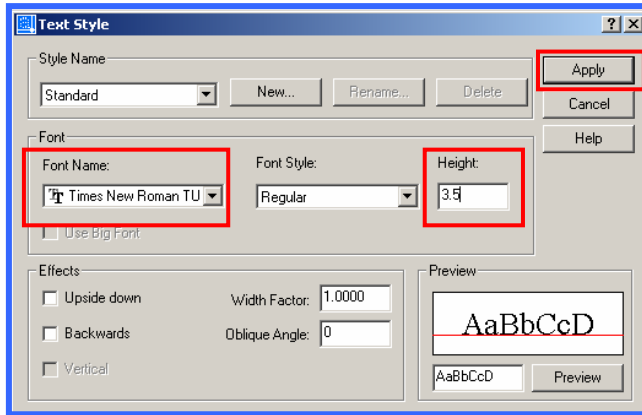 Text Style
Style Name
Standard
New...
Rename...
Delete
Apply
Cancel
Help
Font
Font Name:
Font Style:
Height:
Times New Roman TU
Regular
3.5
Use Big Font
Effects
Upside down
Width Factor: 1.0000
Backwards
Oblique Angle: 0
Vertical
Preview
AaBbCcD
AaBbCcD
Preview